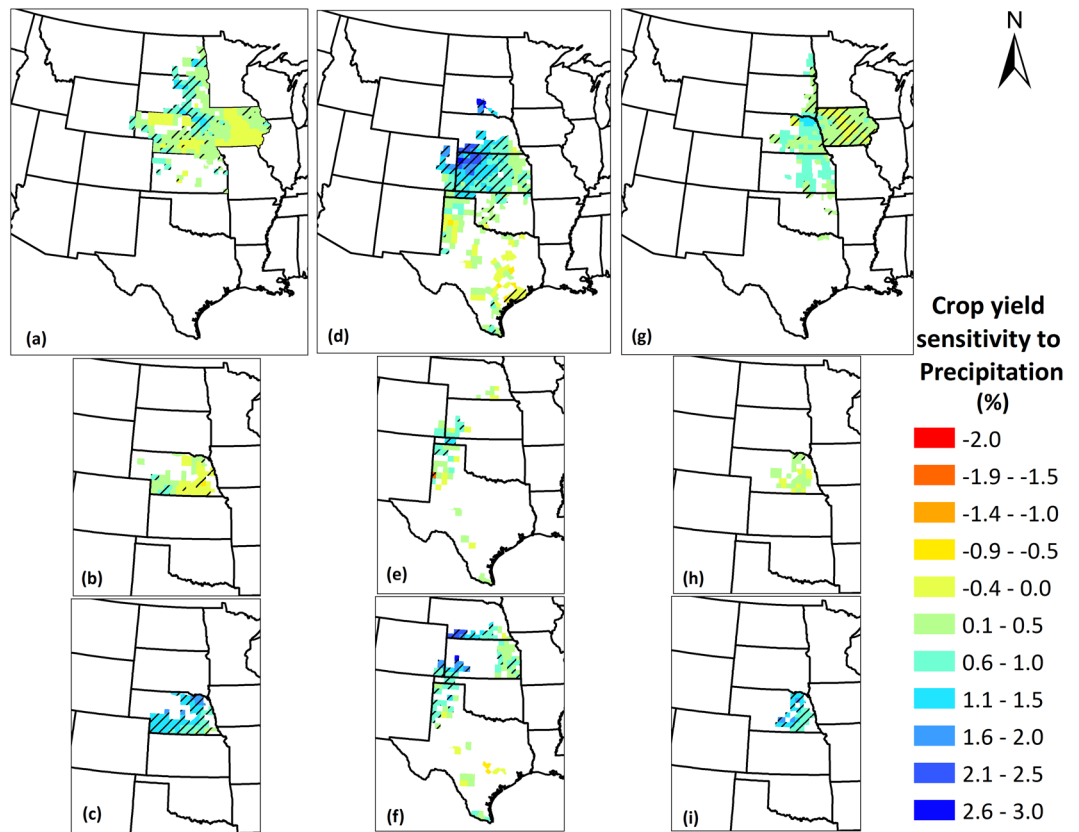 N
(a)
(d)
(g)
(b)
(e)
(h)
(c)
(f)
(i)
Crop yield
sensitivity to
Precipitation
(%)
-2.0
-1.9 - -1.5
-1.4 - -1.0
-0.9 - -0.5
-0.4 - 0.0
0.1 - 0.5
0.6 - 1.0
1.1 - 1.5
1.6 - 2.0
2.1 - 2.5
2.6 - 3.0